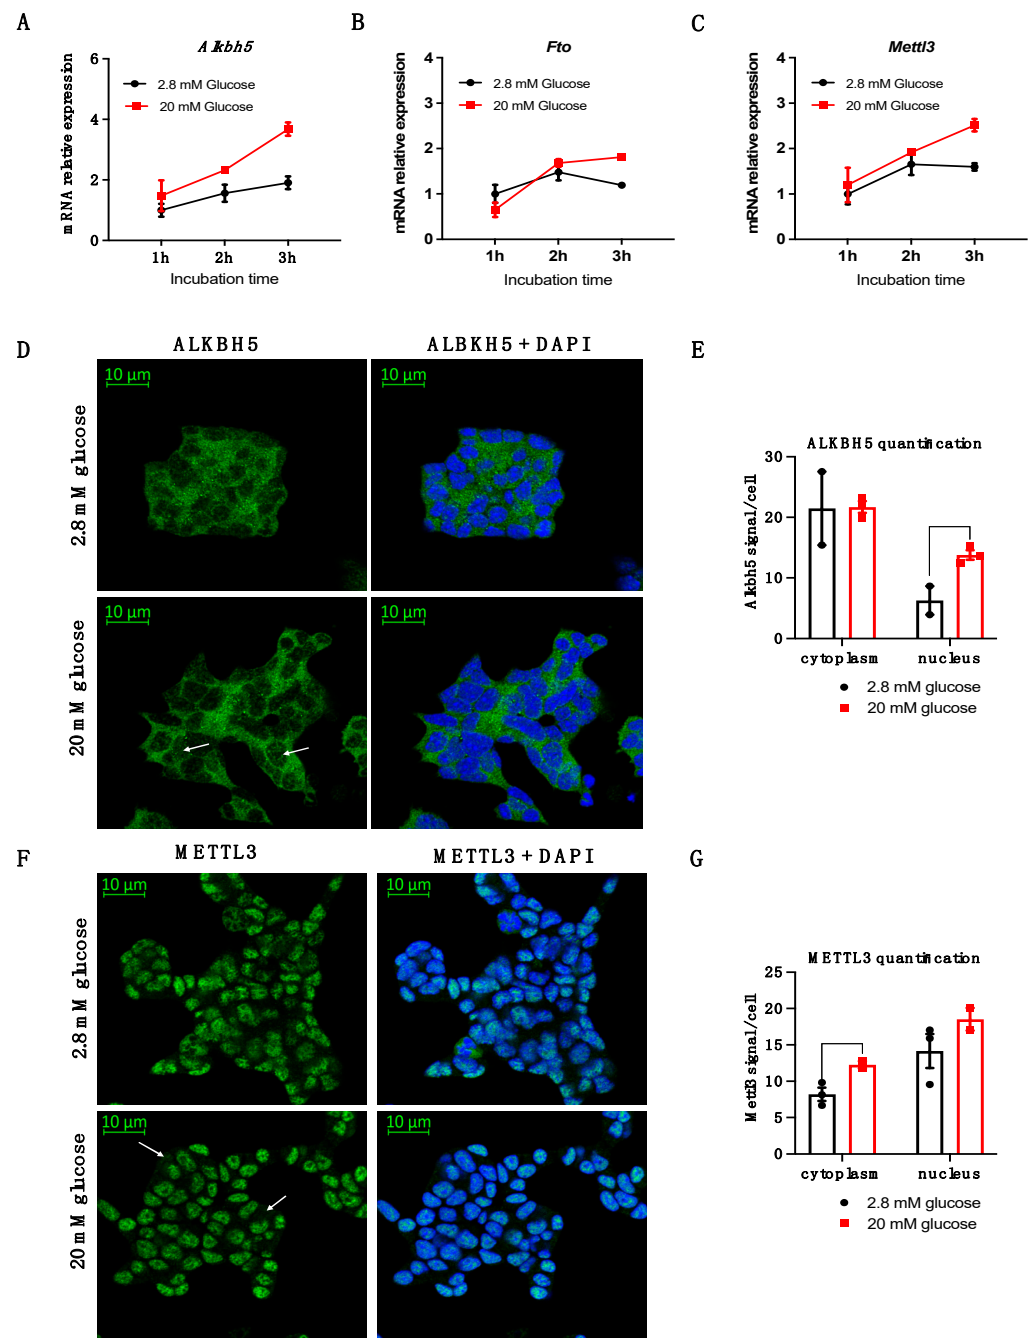 A
Alkbh5
mRNA relative expression
6
4
2
0
2.8 mM Glucose
20 mM Glucose
1h 2h 3h
Incubation time
B
Fto
mRNA relative expression
4
3
2
1
0
2.8 mM Glucose
20 mM Glucose
1h 2h 3h
Incubation time
C
Mettl3
mRNA relative expression
4
3
2
1
0
2.8 mM Glucose
20 mM Glucose
1h 2h 3h
Incubation time
D
ALKBH5
ALBKH5 + DAPI
2.8 mM glucose
10 µm
10 µm
20 mM glucose
10 µm
10 µm
E
ALKBH5 quantification
Alkbh5 signal/cell
30
20
10
0
cytoplasm nucleus
2.8 mM glucose
20 mM glucose
F
METTL3
METTL3 + DAPI
2.8 mM glucose
10 µm
10 µm
20 mM glucose
10 µm
10 µm
G
METTL3 quantification
Mettl3 signal/cell
25
20
15
10
5
0
cytoplasm nucleus
2.8 mM glucose
20 mM glucose